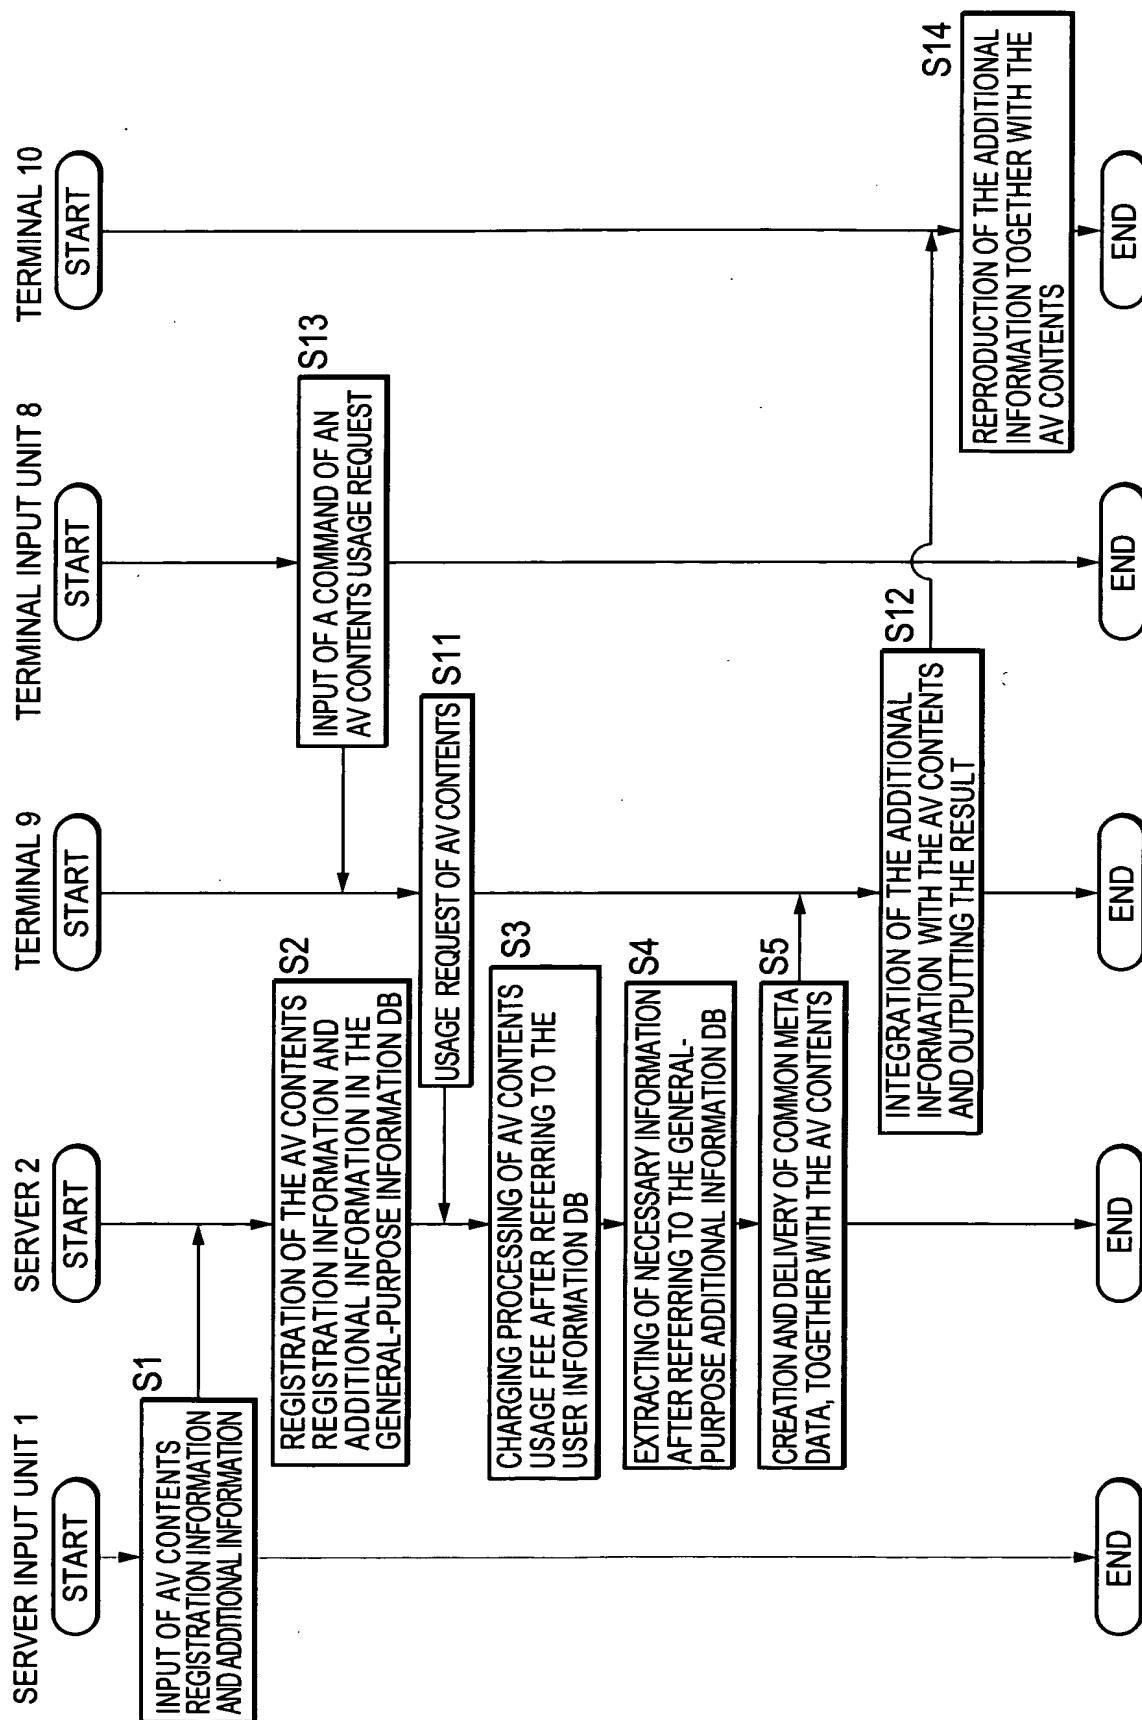 SERVER INPUT UNIT 1
START
S1
INPUT OF AV CONTENTS
REGISTRATION INFORMATION
AND ADDITIONAL INFORMATION
END
SERVER 2
START
S2
REGISTRATION OF THE AV CONTENTS
REGISTRATION INFORMATION AND
ADDITIONAL INFORMATION IN THE
GENERAL-PURPOSE INFORMATION DB
S3
CHARGING PROCESSING OF AV CONTENTS
USAGE FEE AFTER REFERRING TO THE
USER INFORMATION DB
S4
EXTRACTING OF NECESSARY INFORMATION
AFTER REFERRING TO THE GENERAL-
PURPOSE ADDITIONAL INFORMATION DB
S5
CREATION AND DELIVERY OF COMMON META
DATA, TOGETHER WITH THE AV CONTENTS
END
TERMINAL 9
START
S11
USAGE REQUEST OF AV CONTENTS
S12
INTEGRATION OF THE ADDITIONAL
INFORMATION WITH THE AV CONTENTS
AND OUTPUTTING THE RESULT
END
TERMINAL INPUT UNIT 8
START
S13
INPUT OF A COMMAND OF AN
AV CONTENTS USAGE REQUEST
END
TERMINAL 10
START
S14
REPRODUCTION OF THE ADDITIONAL
INFORMATION TOGETHER WITH THE
AV CONTENTS
END